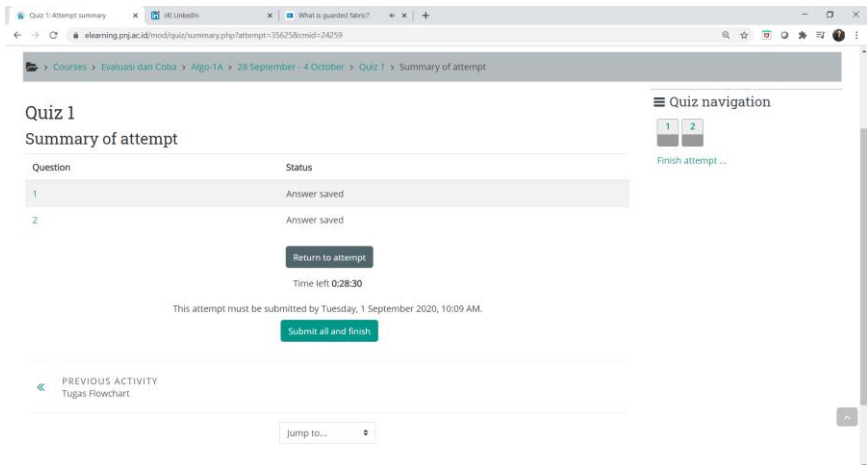 Quiz 1: Attempt summary
(4) LinkedIn
What is guarded fabric?
elearning.pnj.ac.id/mod/quiz/summary.php?attempt=35625&cmid=24259
Courses > Evaluasi dan Coba > Algo-1A > 28 September - 4 October > Quiz 1 > Summary of attempt
Quiz 1
Summary of attempt
Question Status
1 Answer saved
2 Answer saved
Return to attempt
Time left 0:28:30
This attempt must be submitted by Tuesday, 1 September 2020, 10:09 AM.
Submit all and finish
PREVIOUS ACTIVITY
Tugas Flowchart
Jump to...
Quiz navigation
1 2
Finish attempt ...